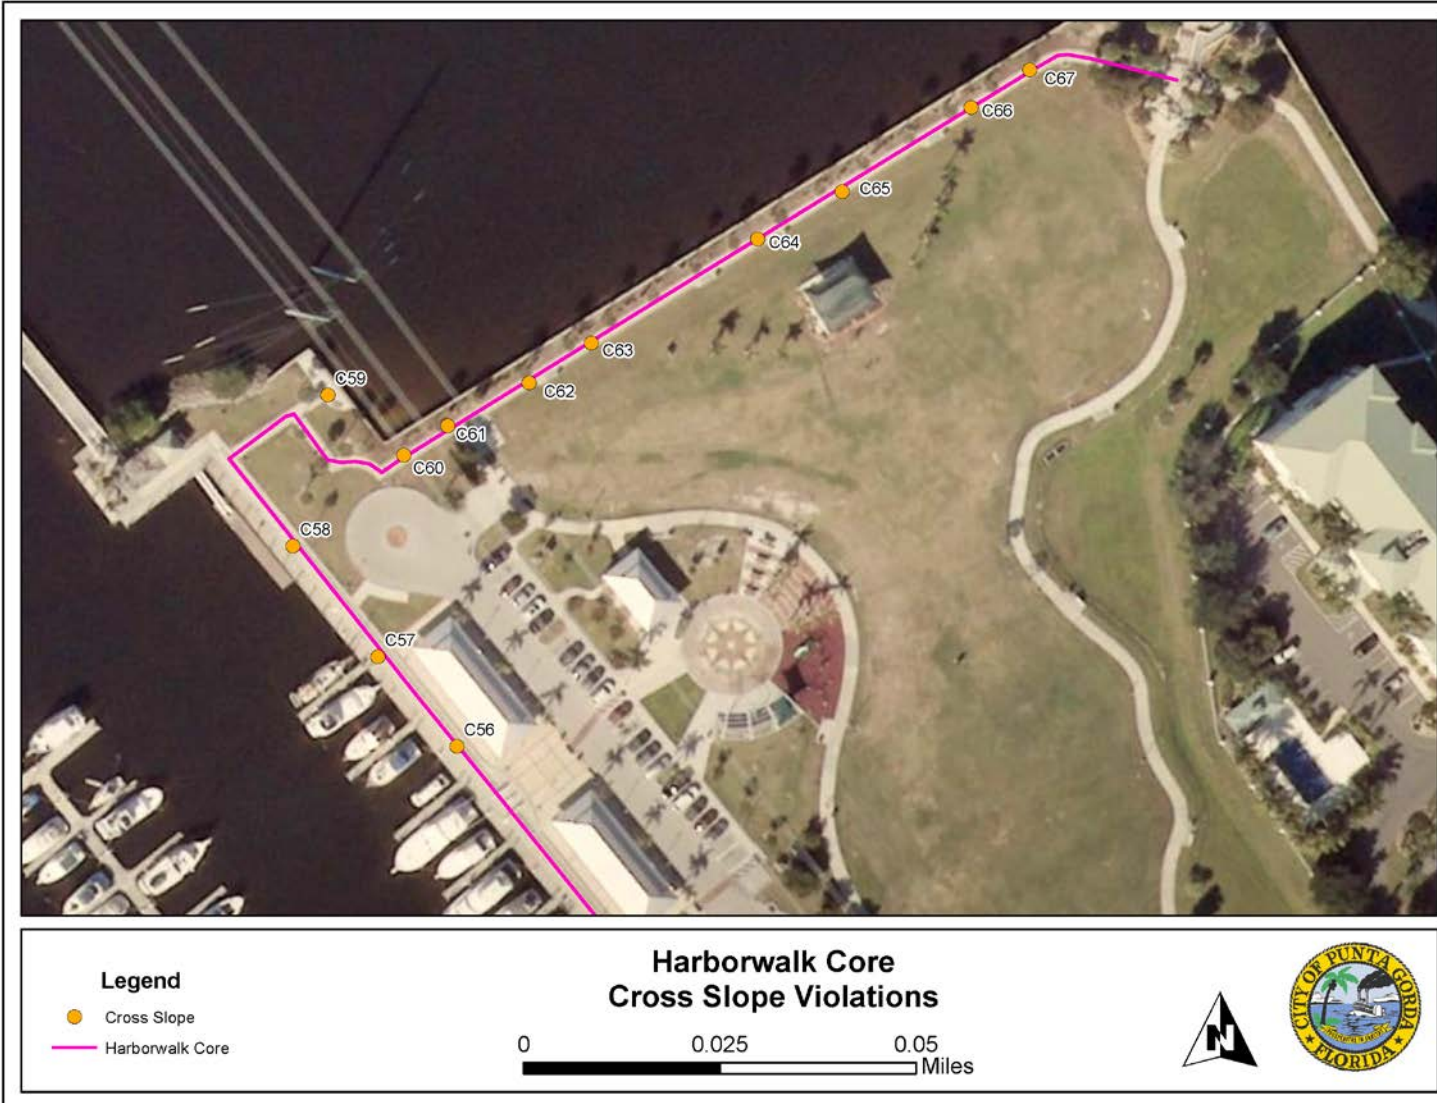 C67
C66
C65
C64
C63
C59
C62
C61
C60
C58
C57
C56
Legend
Cross Slope
Harborwalk Core
Harborwalk Core
Cross Slope Violations
0 0.025 0.05
Miles
N
CITY OF PUNTA GORDA
FLORIDA